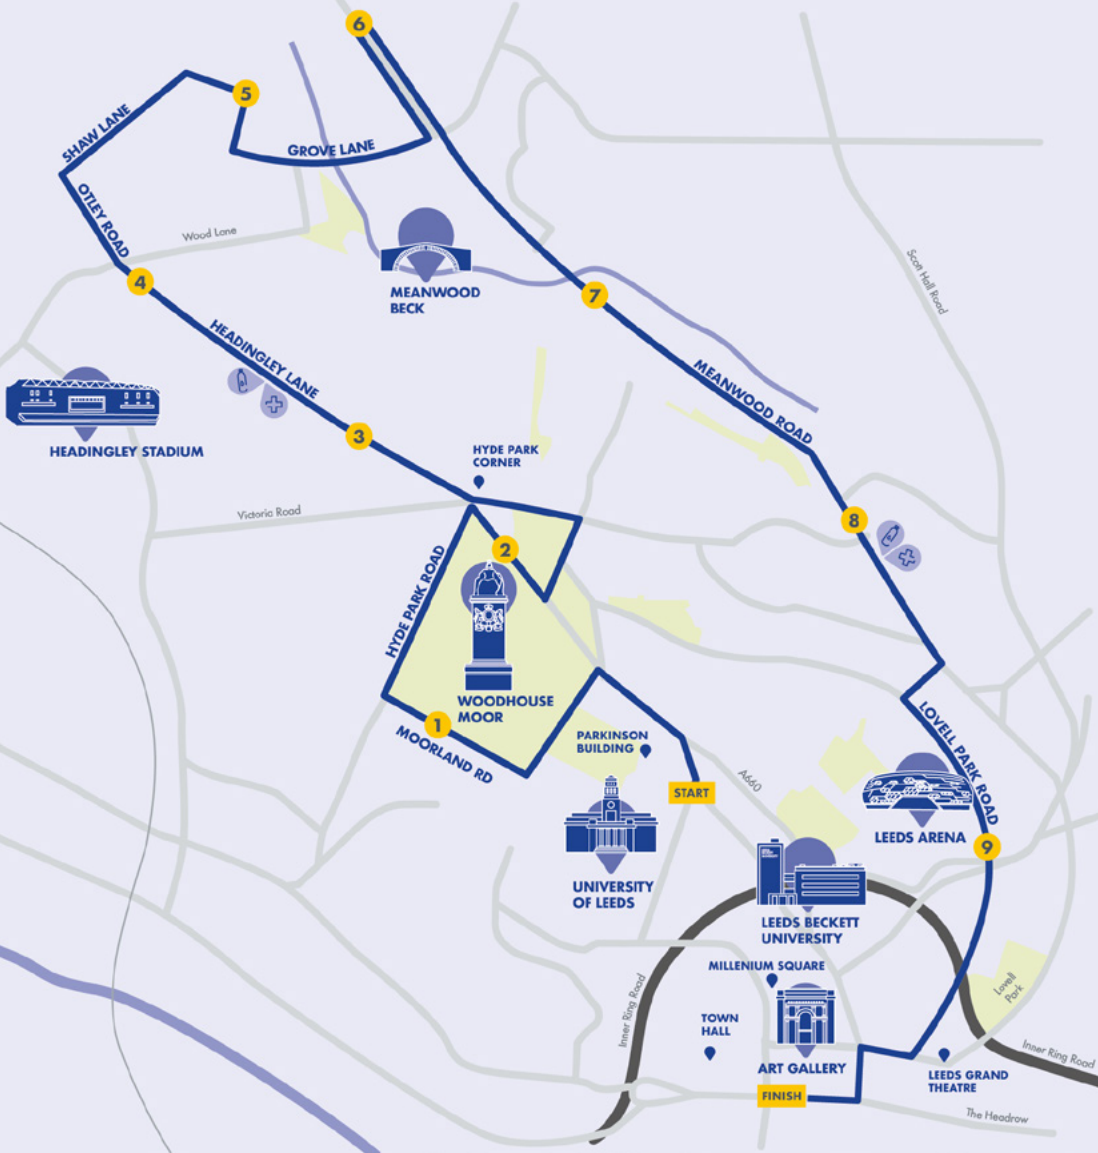 6
5
SHAW LANE
GROVE LANE
OTLEY ROAD
Wood Lane
4
Scott Hall Road
MEANWOOD
BECK
7
HEADINGLEY LANE
MEANWOOD ROAD
3
HEADINGLEY STADIUM
HYDE PARK
CORNER
Victoria Road
8
2
HYDE PARK ROAD
WOODHOUSE
MOOR
1
MOORLAND RD
PARKINSON
BUILDING
START
A660
LOVELL PARK ROAD
LEEDS ARENA
9
UNIVERSITY
OF LEEDS
LEEDS BECKETT
UNIVERSITY
MILLENIUM SQUARE
Lovell
Park
Inner Ring Road
TOWN
HALL
ART GALLERY
Inner Ring Road
LEEDS GRAND
THEATRE
FINISH
The Headrow